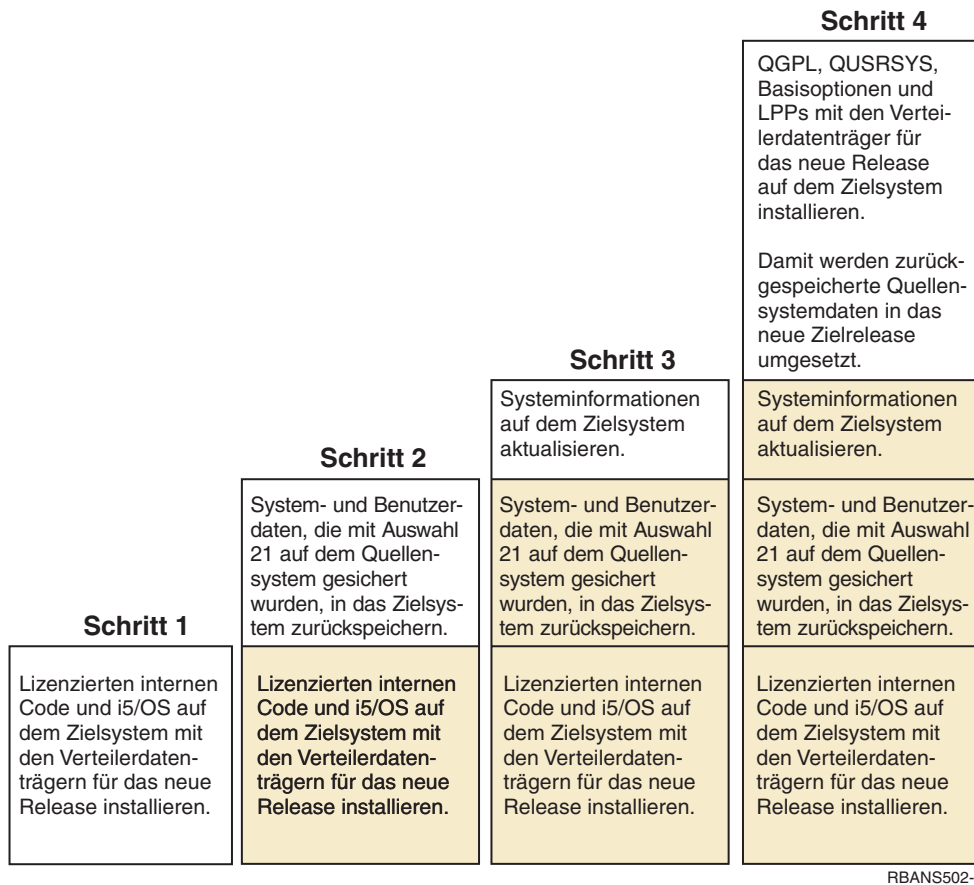 Schritt 1
Lizenzierten internen
Code und i5/OS auf
dem Zielsystem mit
den Verteilerdaten-
trägern für das neue
Release installieren.
Schritt 2
System- und Benutzer-
daten, die mit Auswahl
21 auf dem Quellen-
system gesichert
wurden, in das Zielsys-
tem zurückspeichern.
Lizenzierten internen
Code und i5/OS auf
dem Zielsystem mit
den Verteilerdaten-
trägern für das neue
Release installieren.
Schritt 3
Systeminformationen
auf dem Zielsystem
aktualisieren.
System- und Benutzer-
daten, die mit Auswahl
21 auf dem Quellen-
system gesichert
wurden, in das Zielsys-
tem zurückspeichern.
Lizenzierten internen
Code und i5/OS auf
dem Zielsystem mit
den Verteilerdaten-
trägern für das neue
Release installieren.
Schritt 4
QGPL, QUSRSYS,
Basisoptionen und
LPPs mit den Vertei-
lerdatenträger für
das neue Release
auf dem Zielsystem
installieren.
Damit werden zurück-
gespeicherte Quellen-
systemdaten in das
neue Zielrelease
umgesetzt.
Systeminformationen
auf dem Zielsystem
aktualisieren.
System- und Benutzer-
daten, die mit Auswahl
21 auf dem Quellen-
system gesichert
wurden, in das Zielsys-
tem zurückspeichern.
Lizenzierten internen
Code und i5/OS auf
dem Zielsystem mit
den Verteilerdaten-
trägern für das neue
Release installieren.
RBANS502-